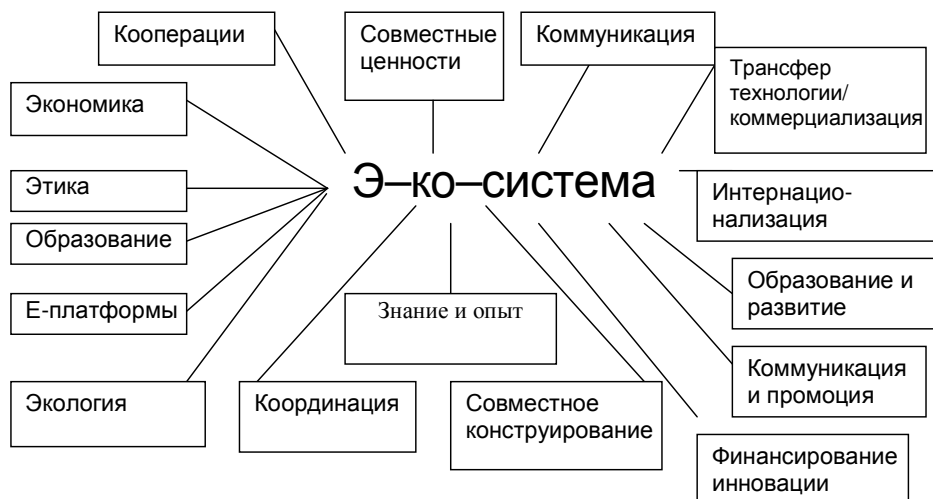 Кооперации
Совместные
ценности
Коммуникация
Трансфер
технологии/
коммерциализация
Экономика
Этика
Э–ко–система
Интернацио-
нализация
Образование
Е-платформы
Знание и опыт
Образование и
развитие
Экология
Координация
Совместное
конструирование
Коммуникация
и промоция
Финансирование
инновации